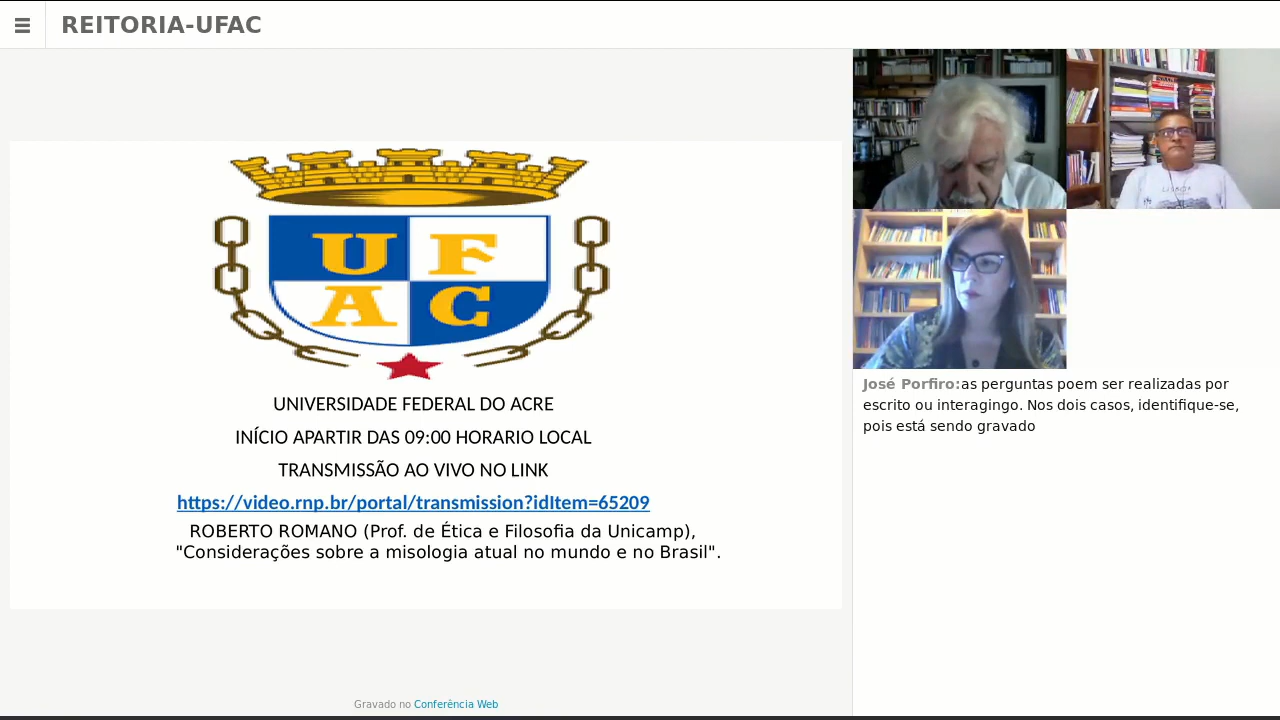 REITORIA-UFAC
U F
A C
UNIVERSIDADE FEDERAL DO ACRE
INÍCIO APARTIR DAS 09:00 HORARIO LOCAL
TRANSMISSÃO AO VIVO NO LINK
https://video.rnp.br/portal/transmission?idItem=65209
ROBERTO ROMANO (Prof. de Ética e Filosofia da Unicamp),
"Considerações sobre a misologia atual no mundo e no Brasil".
Gravado no Conferência Web
LISBOA
José Porfiro:as perguntas poem ser realizadas por
escrito ou interagingo. Nos dois casos, identifique-se,
pois está sendo gravado